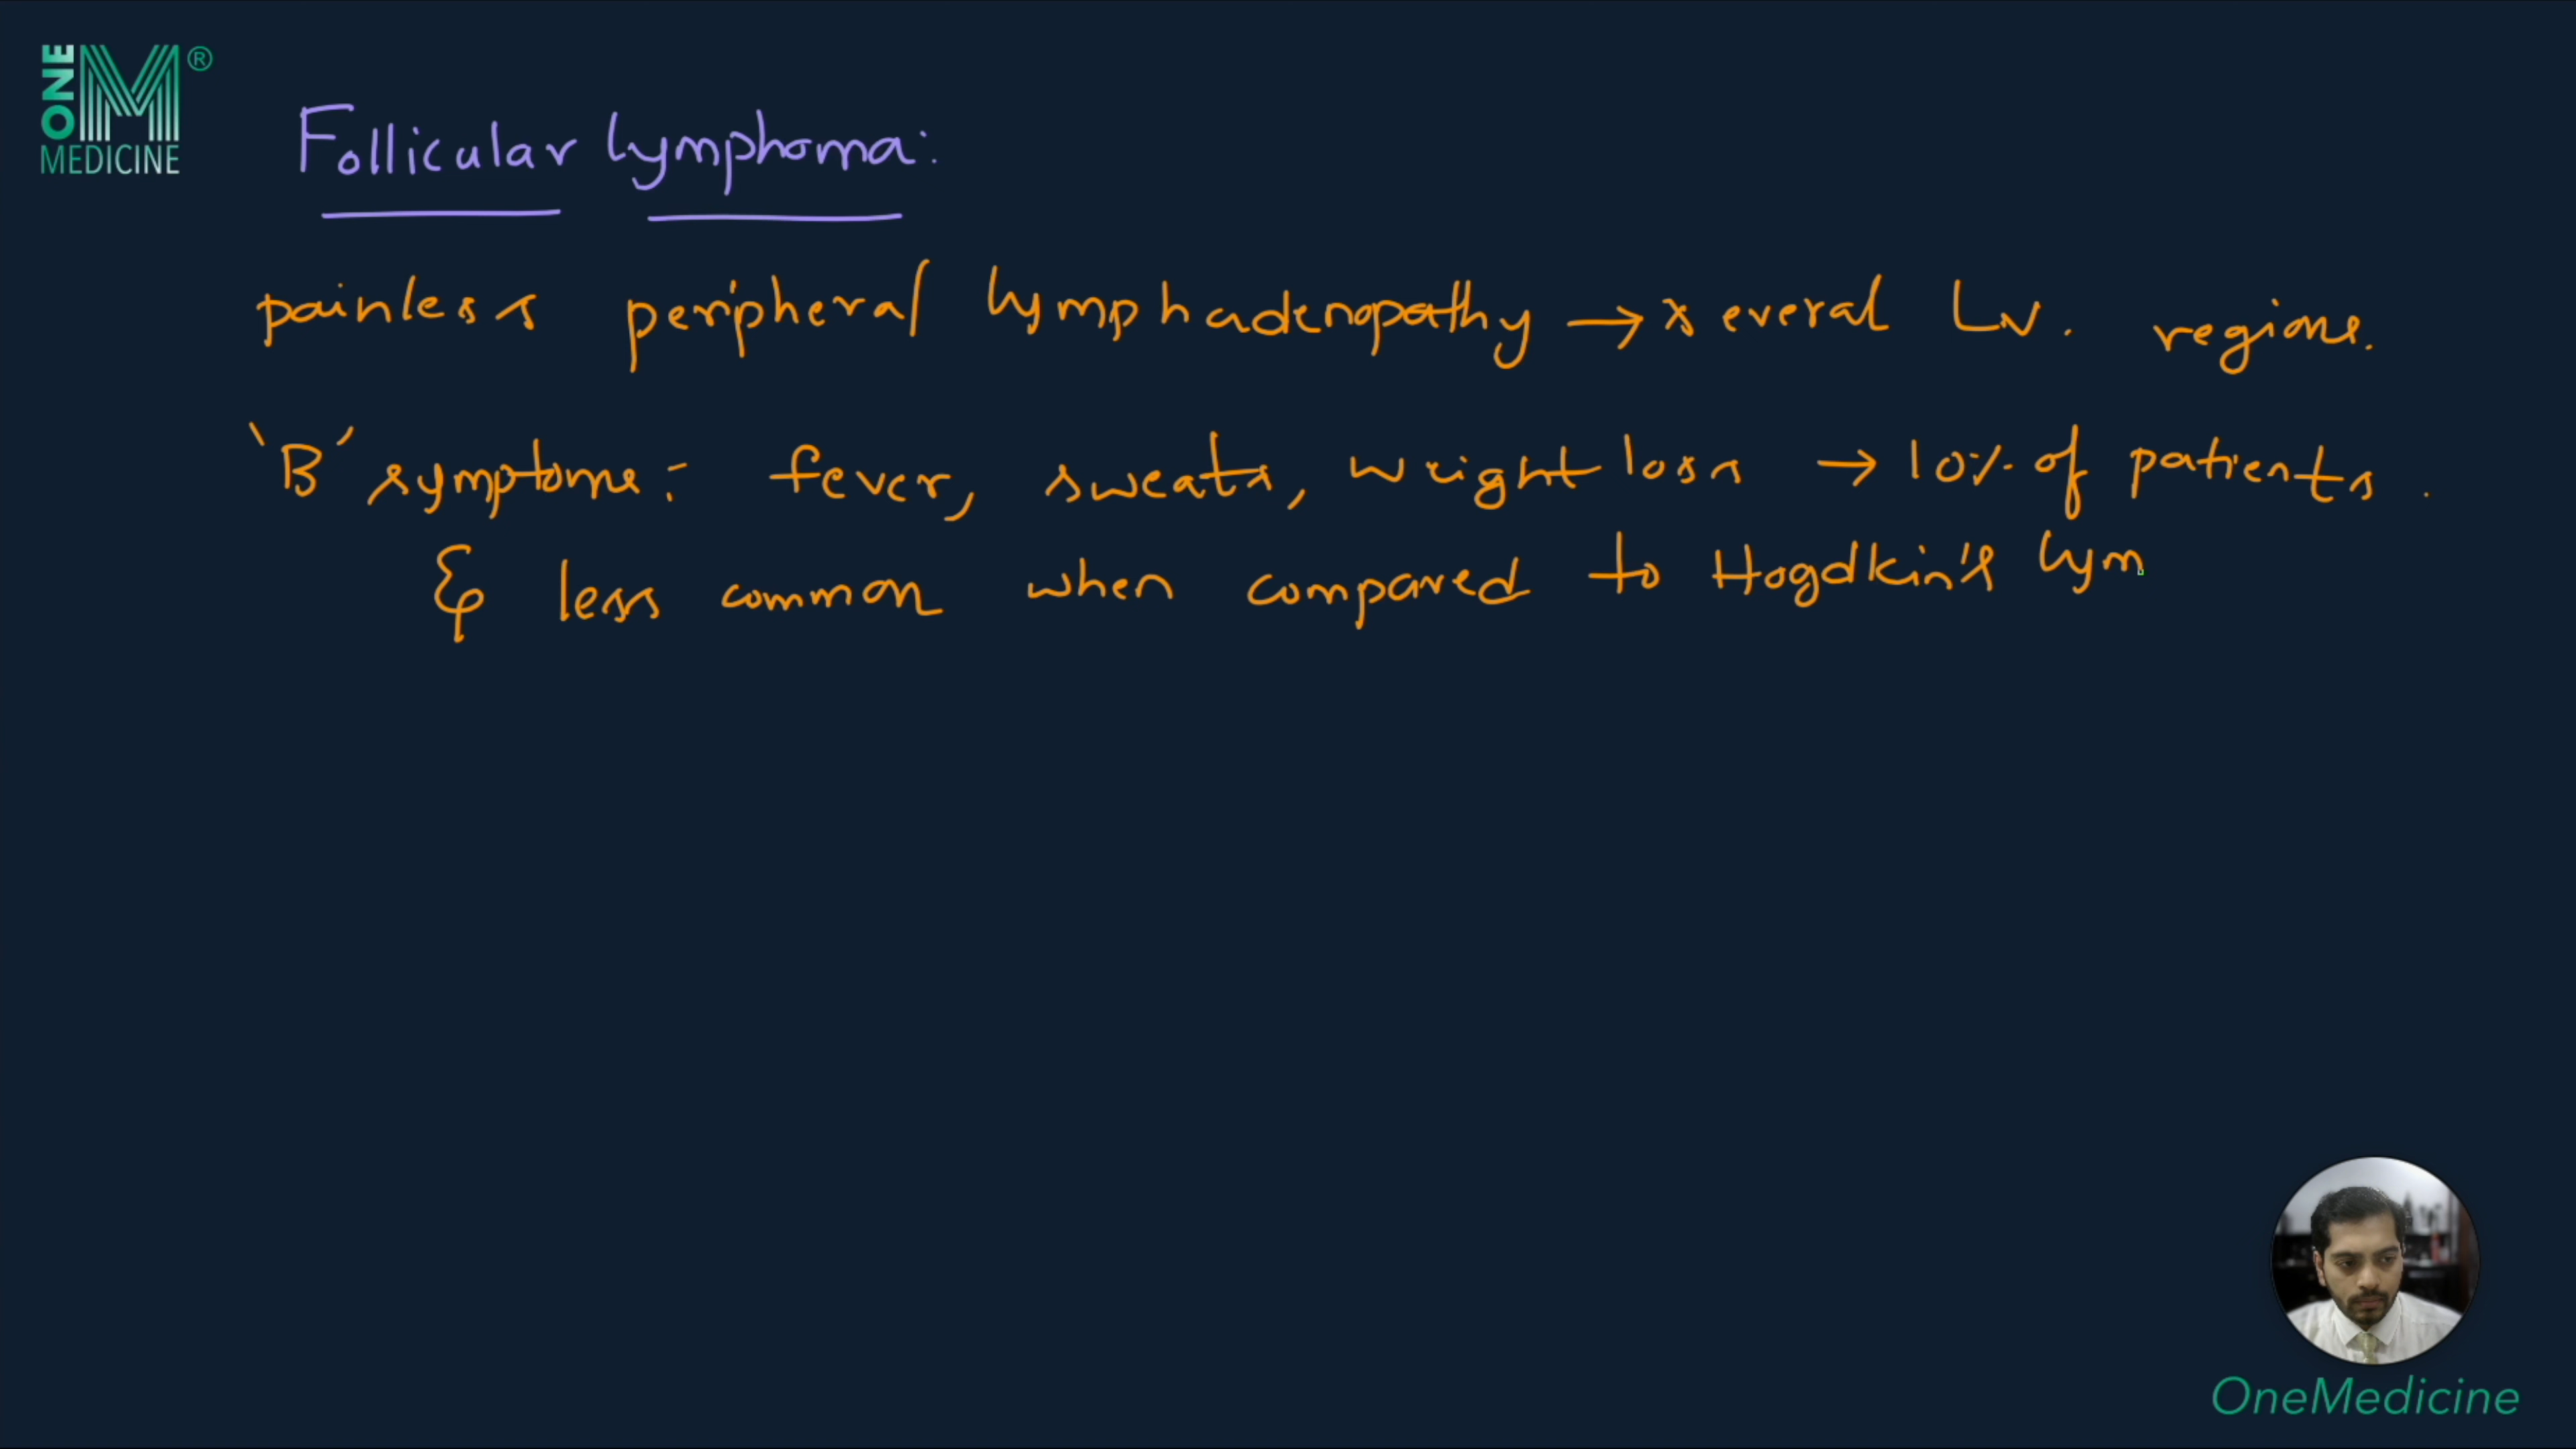 ONE M ®
MEDICINE
Follicular lymphoma:
painless peripheral lymphadenopathy → several LN. regions.
'B' symptoms:- fever, sweats, weight loss → 10% of patients.
& less common when compared to Hogdkin's lym
OneMedicine